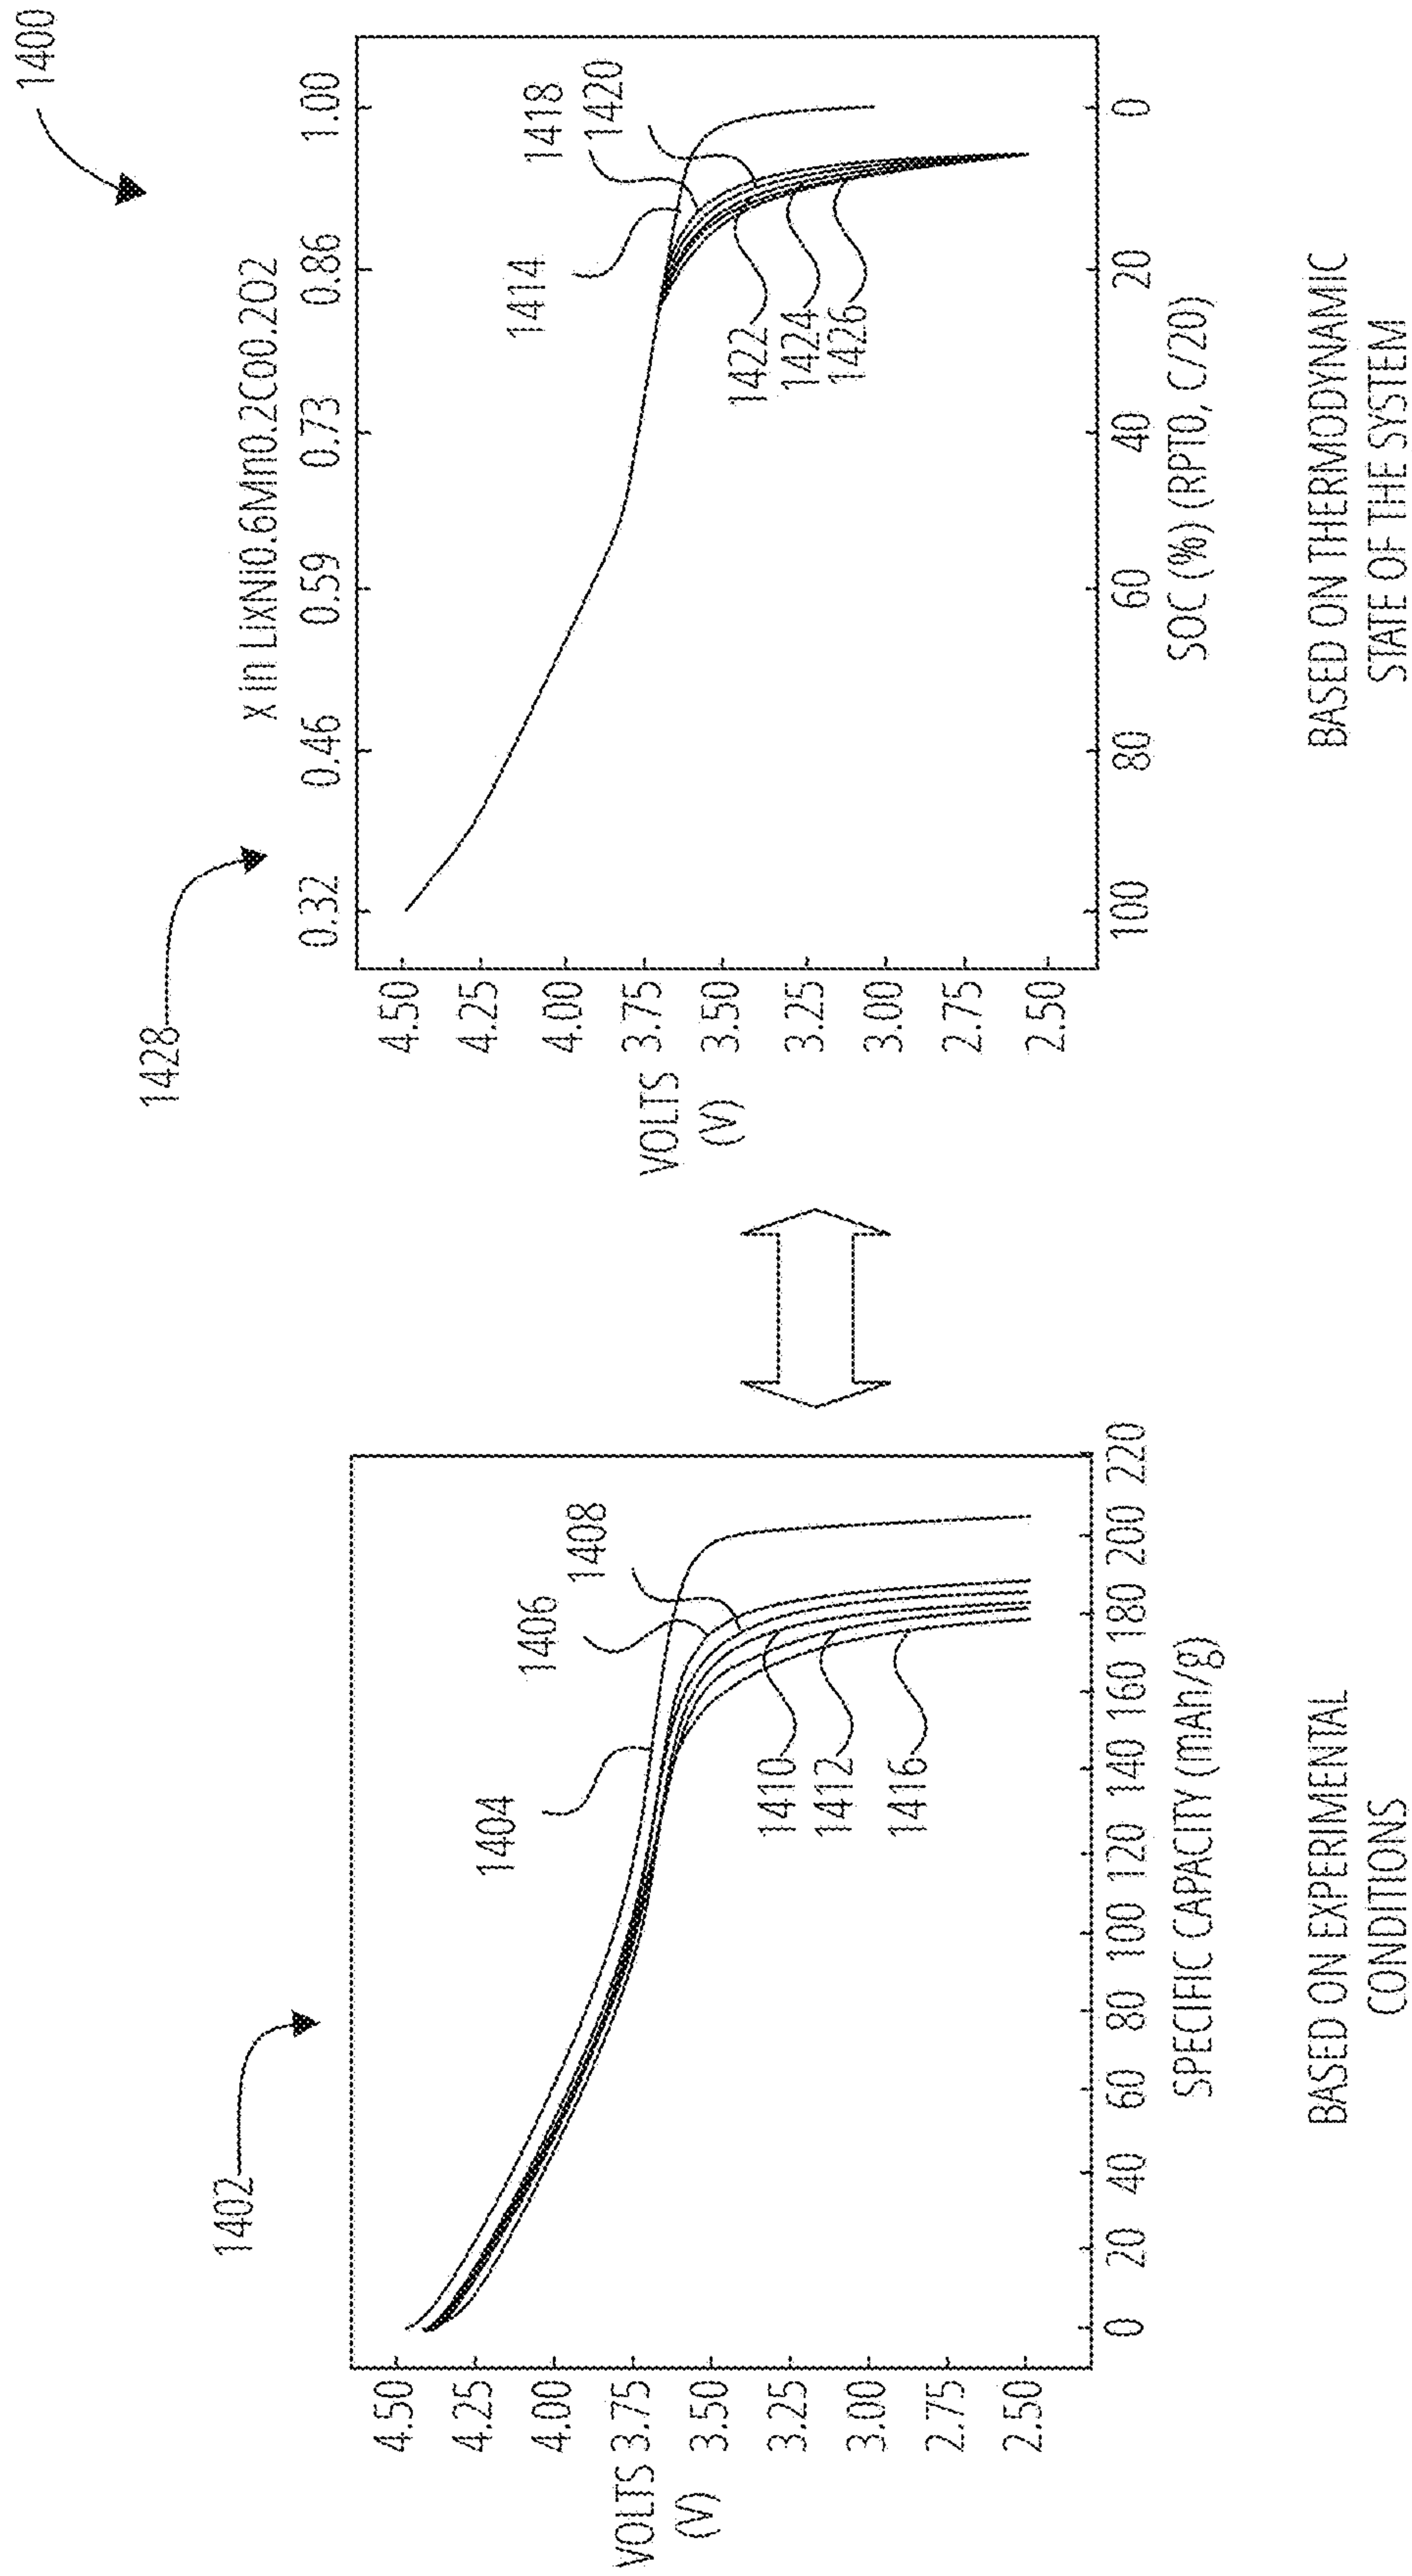 1400
1402
1404
1406
1408
1410
1412
1416
4.50
4.25
4.00
VOLTS 3.75
(V)
3.50
3.25
3.00
2.75
2.50
0 20 40 60 80 100 120 140 160 180 200 220
SPECIFIC CAPACITY (mAh/g)
BASED ON EXPERIMENTAL
CONDITIONS
1428
x in LixNi0.6Mn0.2Co0.2O2
0.32 0.46 0.59 0.73 0.86 1.00
1414
1418
1420
1422
1424
1426
4.50
4.25
4.00
VOLTS 3.75
(V)
3.50
3.25
3.00
2.75
2.50
100 80 60 40 20 0
SOC (%) (RPT0, C/20)
BASED ON THERMODYNAMIC
STATE OF THE SYSTEM